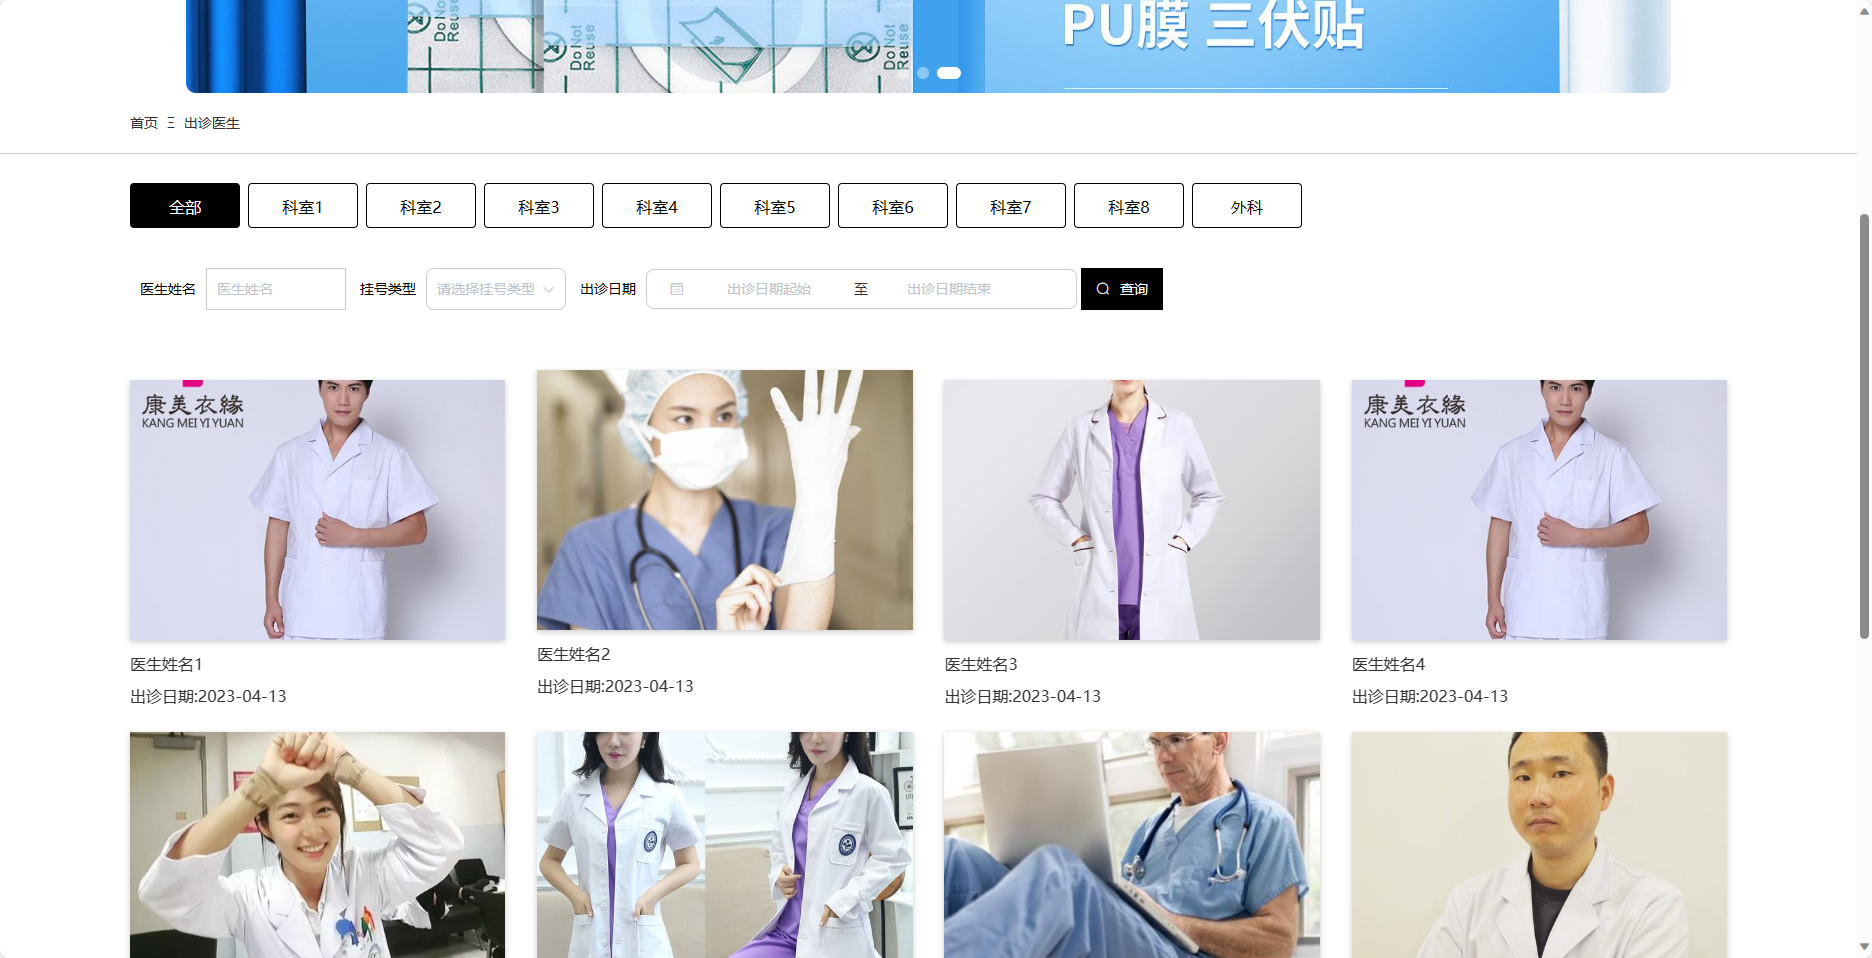 PU膜 三伏贴
Do Not
Reuse
Do Not
Reuse
Do Not
Reuse
首页 Ξ 出诊医生
全部 科室1 科室2 科室3 科室4 科室5 科室6 科室7 科室8 外科
医生姓名 医生姓名 挂号类型 请选择挂号类型 出诊日期 出诊日期起始 至 出诊日期结束 查询
康美衣緣
KANG MEI YI YUAN
康美衣緣
KANG MEI YI YUAN
医生姓名1
医生姓名2
医生姓名3
医生姓名4
出诊日期:2023-04-13
出诊日期:2023-04-13
出诊日期:2023-04-13
出诊日期:2023-04-13